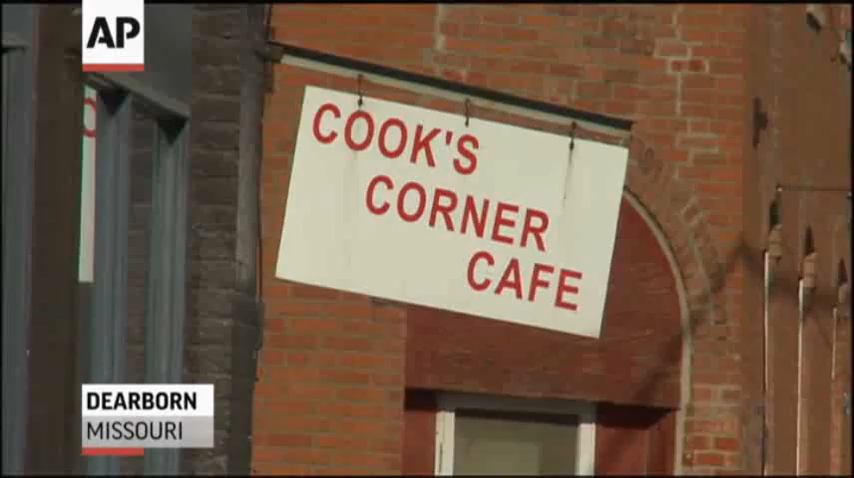 AP
COOK'S
CORNER
CAFE
DEARBORN
MISSOURI